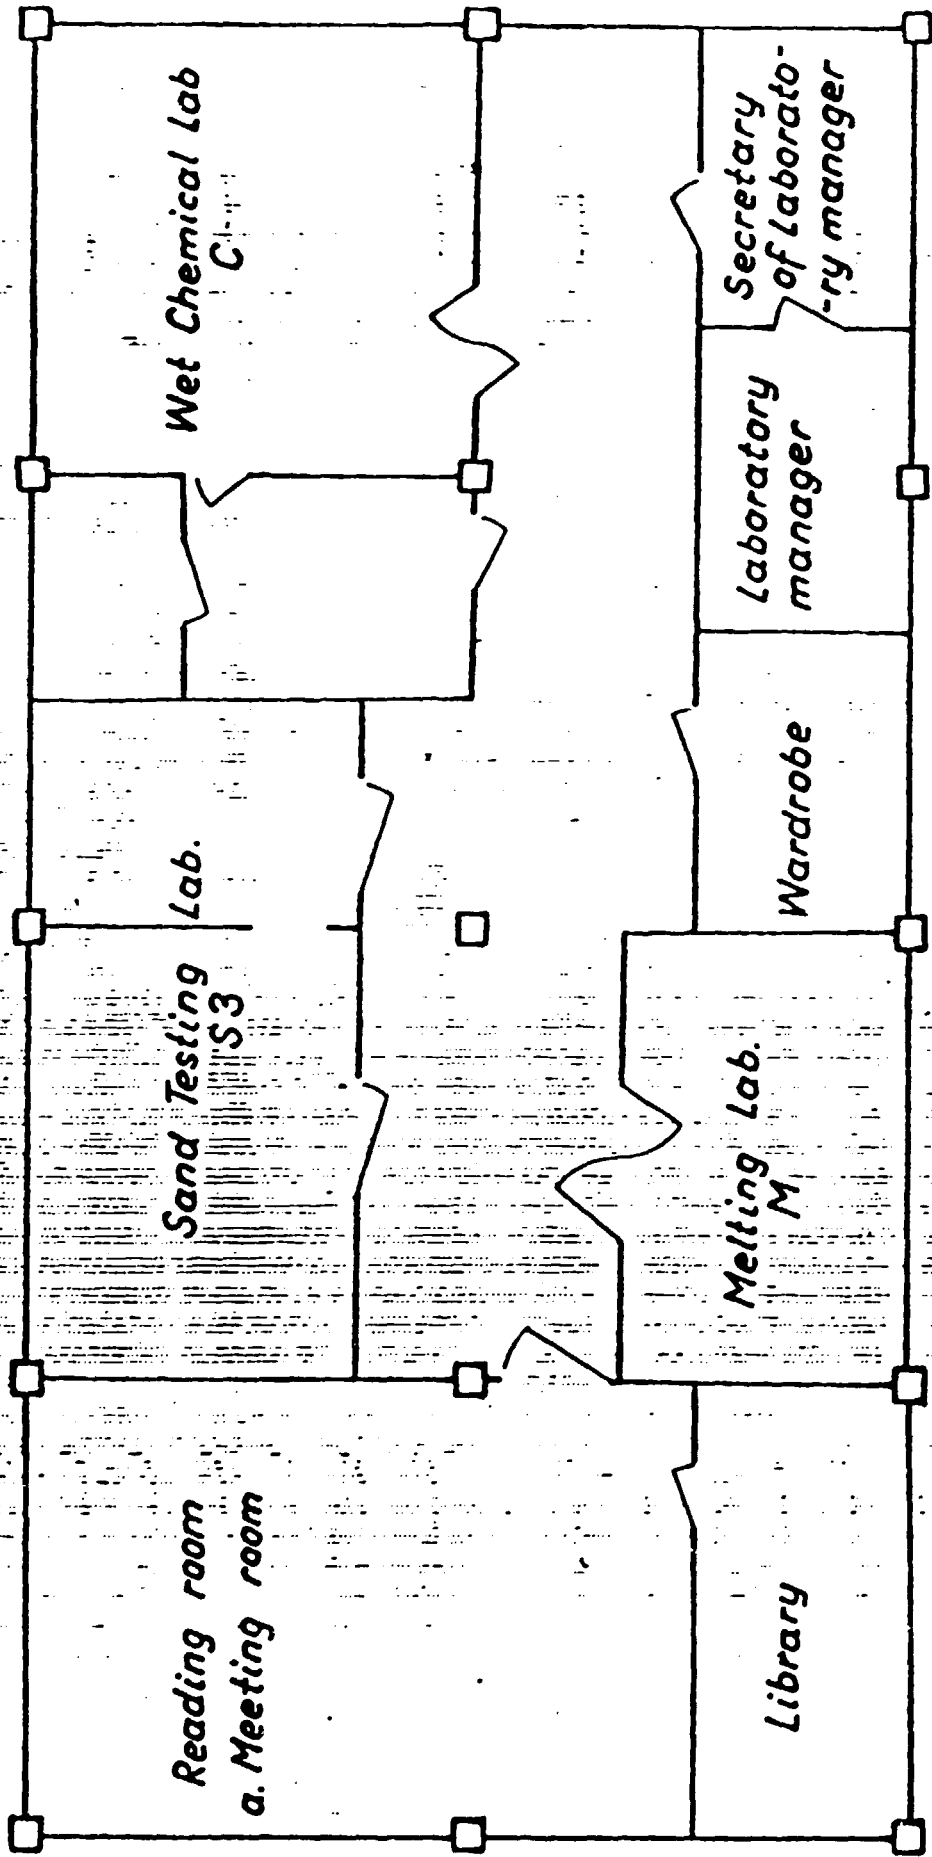 Reading room
a. Meeting room
Sand Testing Lab.
S3
Wet Chemical Lab
C
Library
Melting Lab.
M
Wardrobe
Laboratory
manager
Secretary
of Laborato-
-ry manager